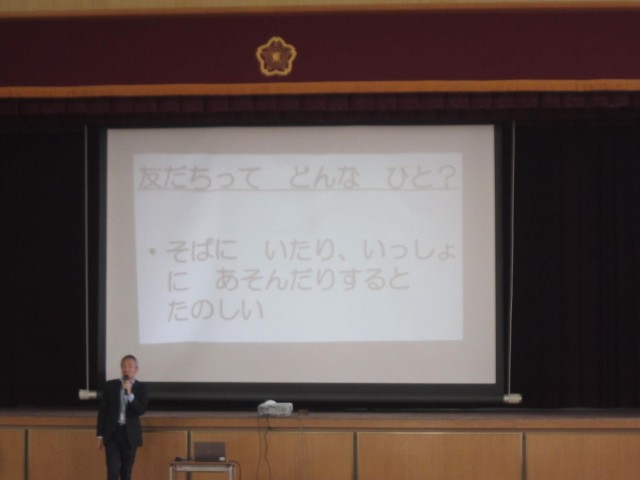 友だちって　どんな　ひと？
・そばに　いたり、いっしょ
に　あそんだりすると
たのしい